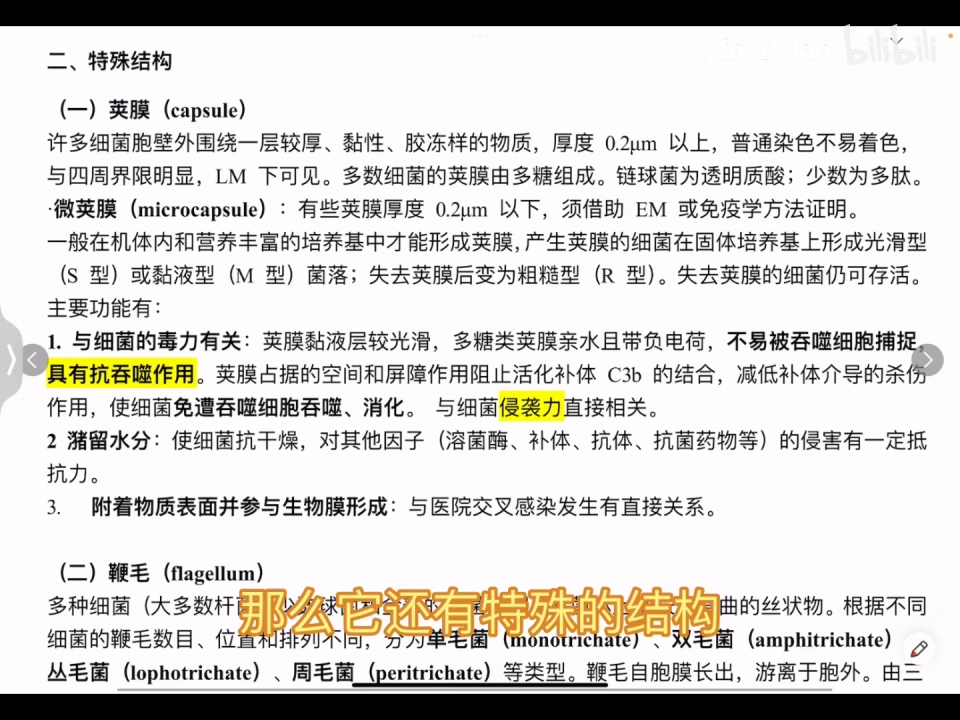 bilibili
二、特殊结构
（一）荚膜（capsule）
许多细菌胞壁外围绕一层较厚、黏性、胶冻样的物质，厚度 0.2μm 以上，普通染色不易着色，
与四周界限明显，LM 下可见。多数细菌的荚膜由多糖组成。链球菌为透明质酸；少数为多肽。
·微荚膜（microcapsule）：有些荚膜厚度 0.2μm 以下，须借助 EM 或免疫学方法证明。
一般在机体内和营养丰富的培养基中才能形成荚膜，产生荚膜的细菌在固体培养基上形成光滑型
（S 型）或黏液型（M 型）菌落；失去荚膜后变为粗糙型（R 型）。失去荚膜的细菌仍可存活。
主要功能有：
1. 与细菌的毒力有关：荚膜黏液层较光滑，多糖类荚膜亲水且带负电荷，不易被吞噬细胞捕捉，
具有抗吞噬作用。荚膜占据的空间和屏障作用阻止活化补体 C3b 的结合，减低补体介导的杀伤
作用，使细菌免遭吞噬细胞吞噬、消化。 与细菌侵袭力直接相关。
2 潴留水分：使细菌抗干燥，对其他因子（溶菌酶、补体、抗体、抗菌药物等）的侵害有一定抵
抗力。
3. 附着物质表面并参与生物膜形成：与医院交叉感染发生有直接关系。
（二）鞭毛（flagellum）
多种细菌（大多数杆 曲的丝状物。根据不同
那么它还有特殊的结构
细菌的鞭毛数目、位置和排列不同，分为单毛菌（monotrichate）、双毛菌（amphitrichate）
丛毛菌（lophotrichate）、周毛菌（peritrichate）等类型。鞭毛自胞膜长出，游离于胞外。由三